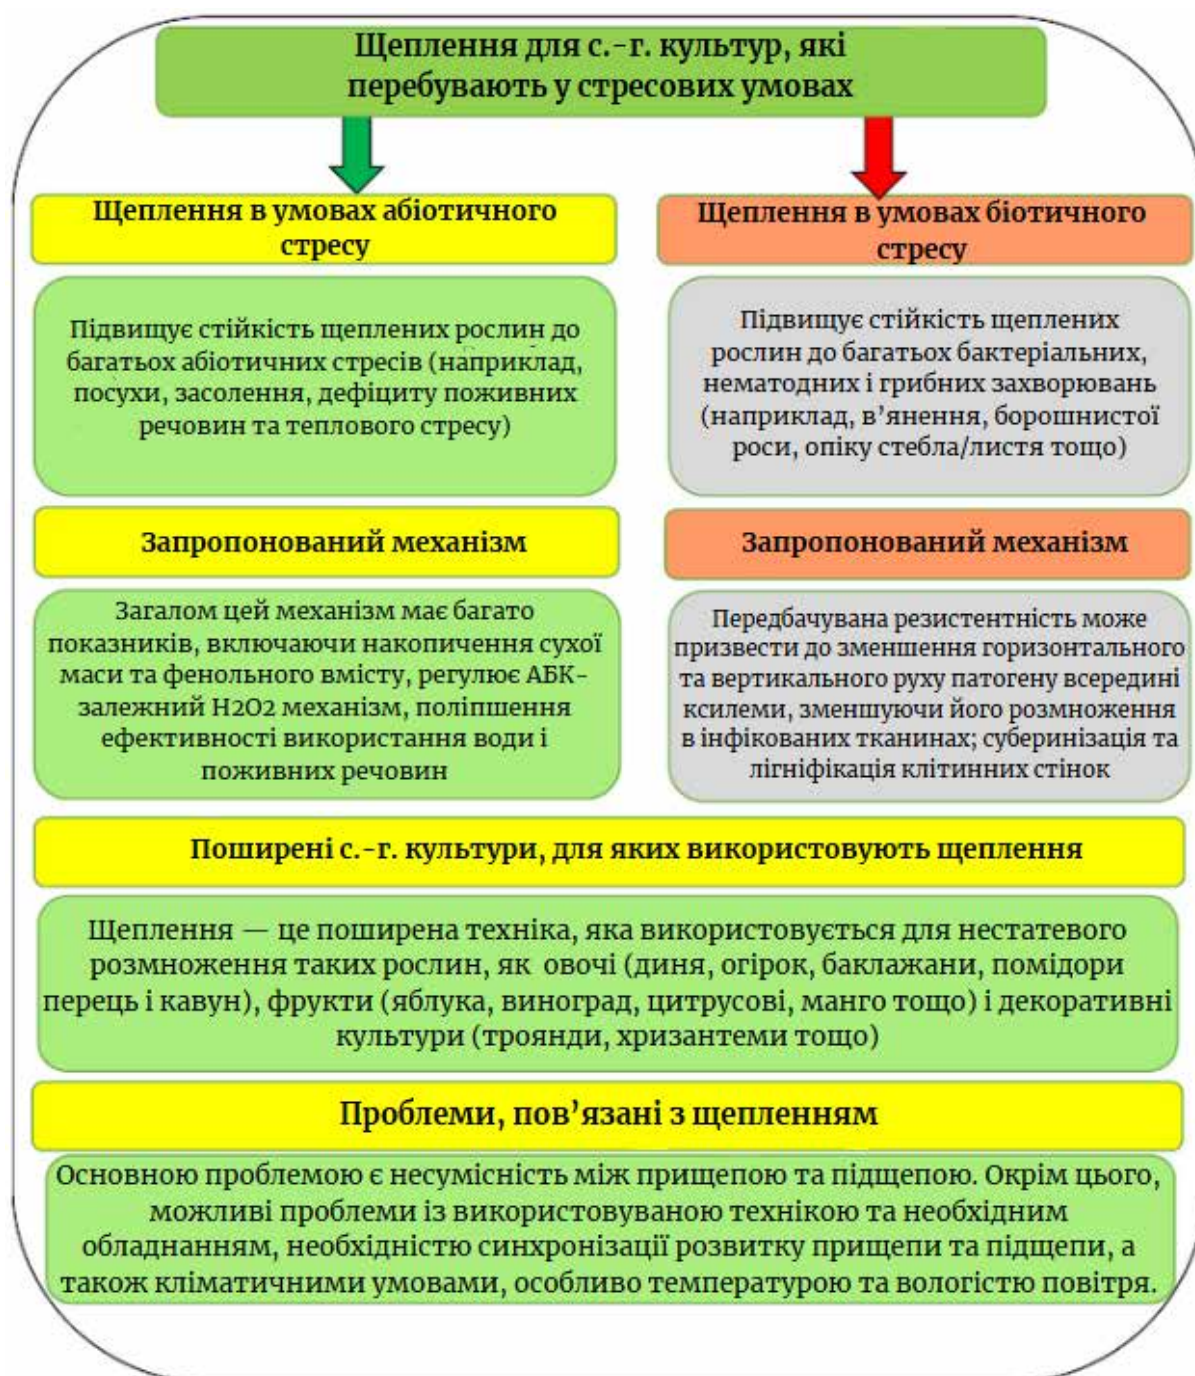 Щеплення для с.-г. культур, які
перебувають у стресових умовах
Щеплення в умовах абіотичного
стресу
Підвищує стійкість щеплених рослин до
багатьох абіотичних стресів (наприклад,
посухи, засолення, дефіциту поживних
речовин та теплового стресу)
Запропонований механізм
Загалом цей механізм має багато
показників, включаючи накопичення сухої
маси та фенольного вмісту, регулює АБК-
залежний H2O2 механізм, поліпшення
ефективності використання води і
поживних речовин
Щеплення в умовах біотичного
стресу
Підвищує стійкість щеплених
рослин до багатьох бактеріальних,
нематодних і грибних захворювань
(наприклад, в’янення, борошнистої
роси, опіку стебла/листя тощо)
Запропонований механізм
Передбачувана резистентність може
призвести до зменшення горизонтального
та вертикального руху патогену всередині
ксилеми, зменшуючи його розмноження
в інфікованих тканинах; суберинізація та
лігніфікація клітинних стінок
Поширені с.-г. культури, для яких використовують щеплення
Щеплення — це поширена техніка, яка використовується для нестатевого
розмноження таких рослин, як овочі (диня, огірок, баклажани, помідори
перець і кавун), фрукти (яблука, виноград, цитрусові, манго тощо) і декоративні
культури (троянди, хризантеми тощо)
Проблеми, пов’язані з щепленням
Основною проблемою є несумісність між прищепою та підщепою. Окрім цього,
можливі проблеми із використовуваною технікою та необхідним
обладнанням, необхідністю синхронізації розвитку прищепи та підщепи, а
також кліматичними умовами, особливо температурою та вологістю повітря.